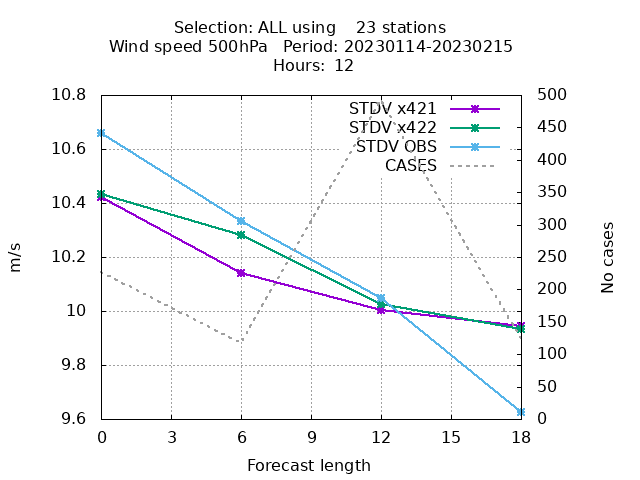 Selection: ALL using    23 stations
Wind speed 500hPa   Period: 20230114-20230215
Hours:  12
10.8
10.6
10.4
10.2
10
9.8
9.6
m/s
STDV x421
STDV x422
STDV OBS
CASES
500
450
400
350
300
250
200
150
100
50
0
No cases
0 3 6 9 12 15 18
Forecast length